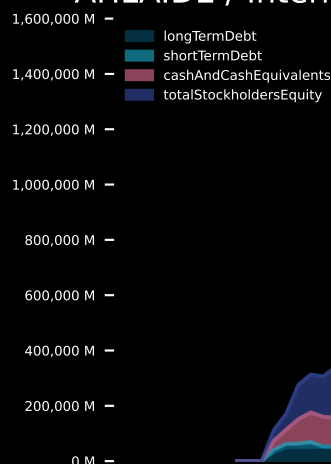 1,600,000 M
longTermDebt
shortTermDebt
1,400,000 M
cashAndCashEquivalents
totalStockholdersEquity
1,200,000 M
1,000,000 M
800,000 M
600,000 M
400,000 M
200,000 M
0 M